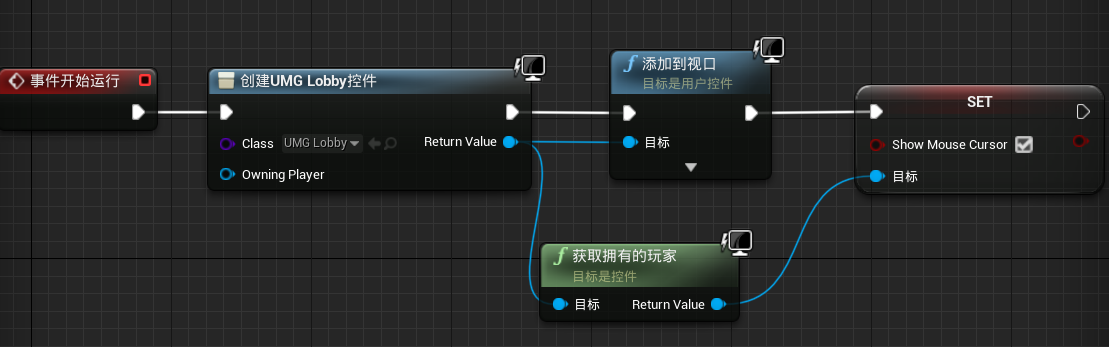 事件开始运行
创建UMG Lobby控件
Class
UMG Lobby
Return Value
Owning Player
添加到视口
目标是用户控件
目标
SET
Show Mouse Cursor
目标
获取拥有的玩家
目标是控件
目标
Return Value